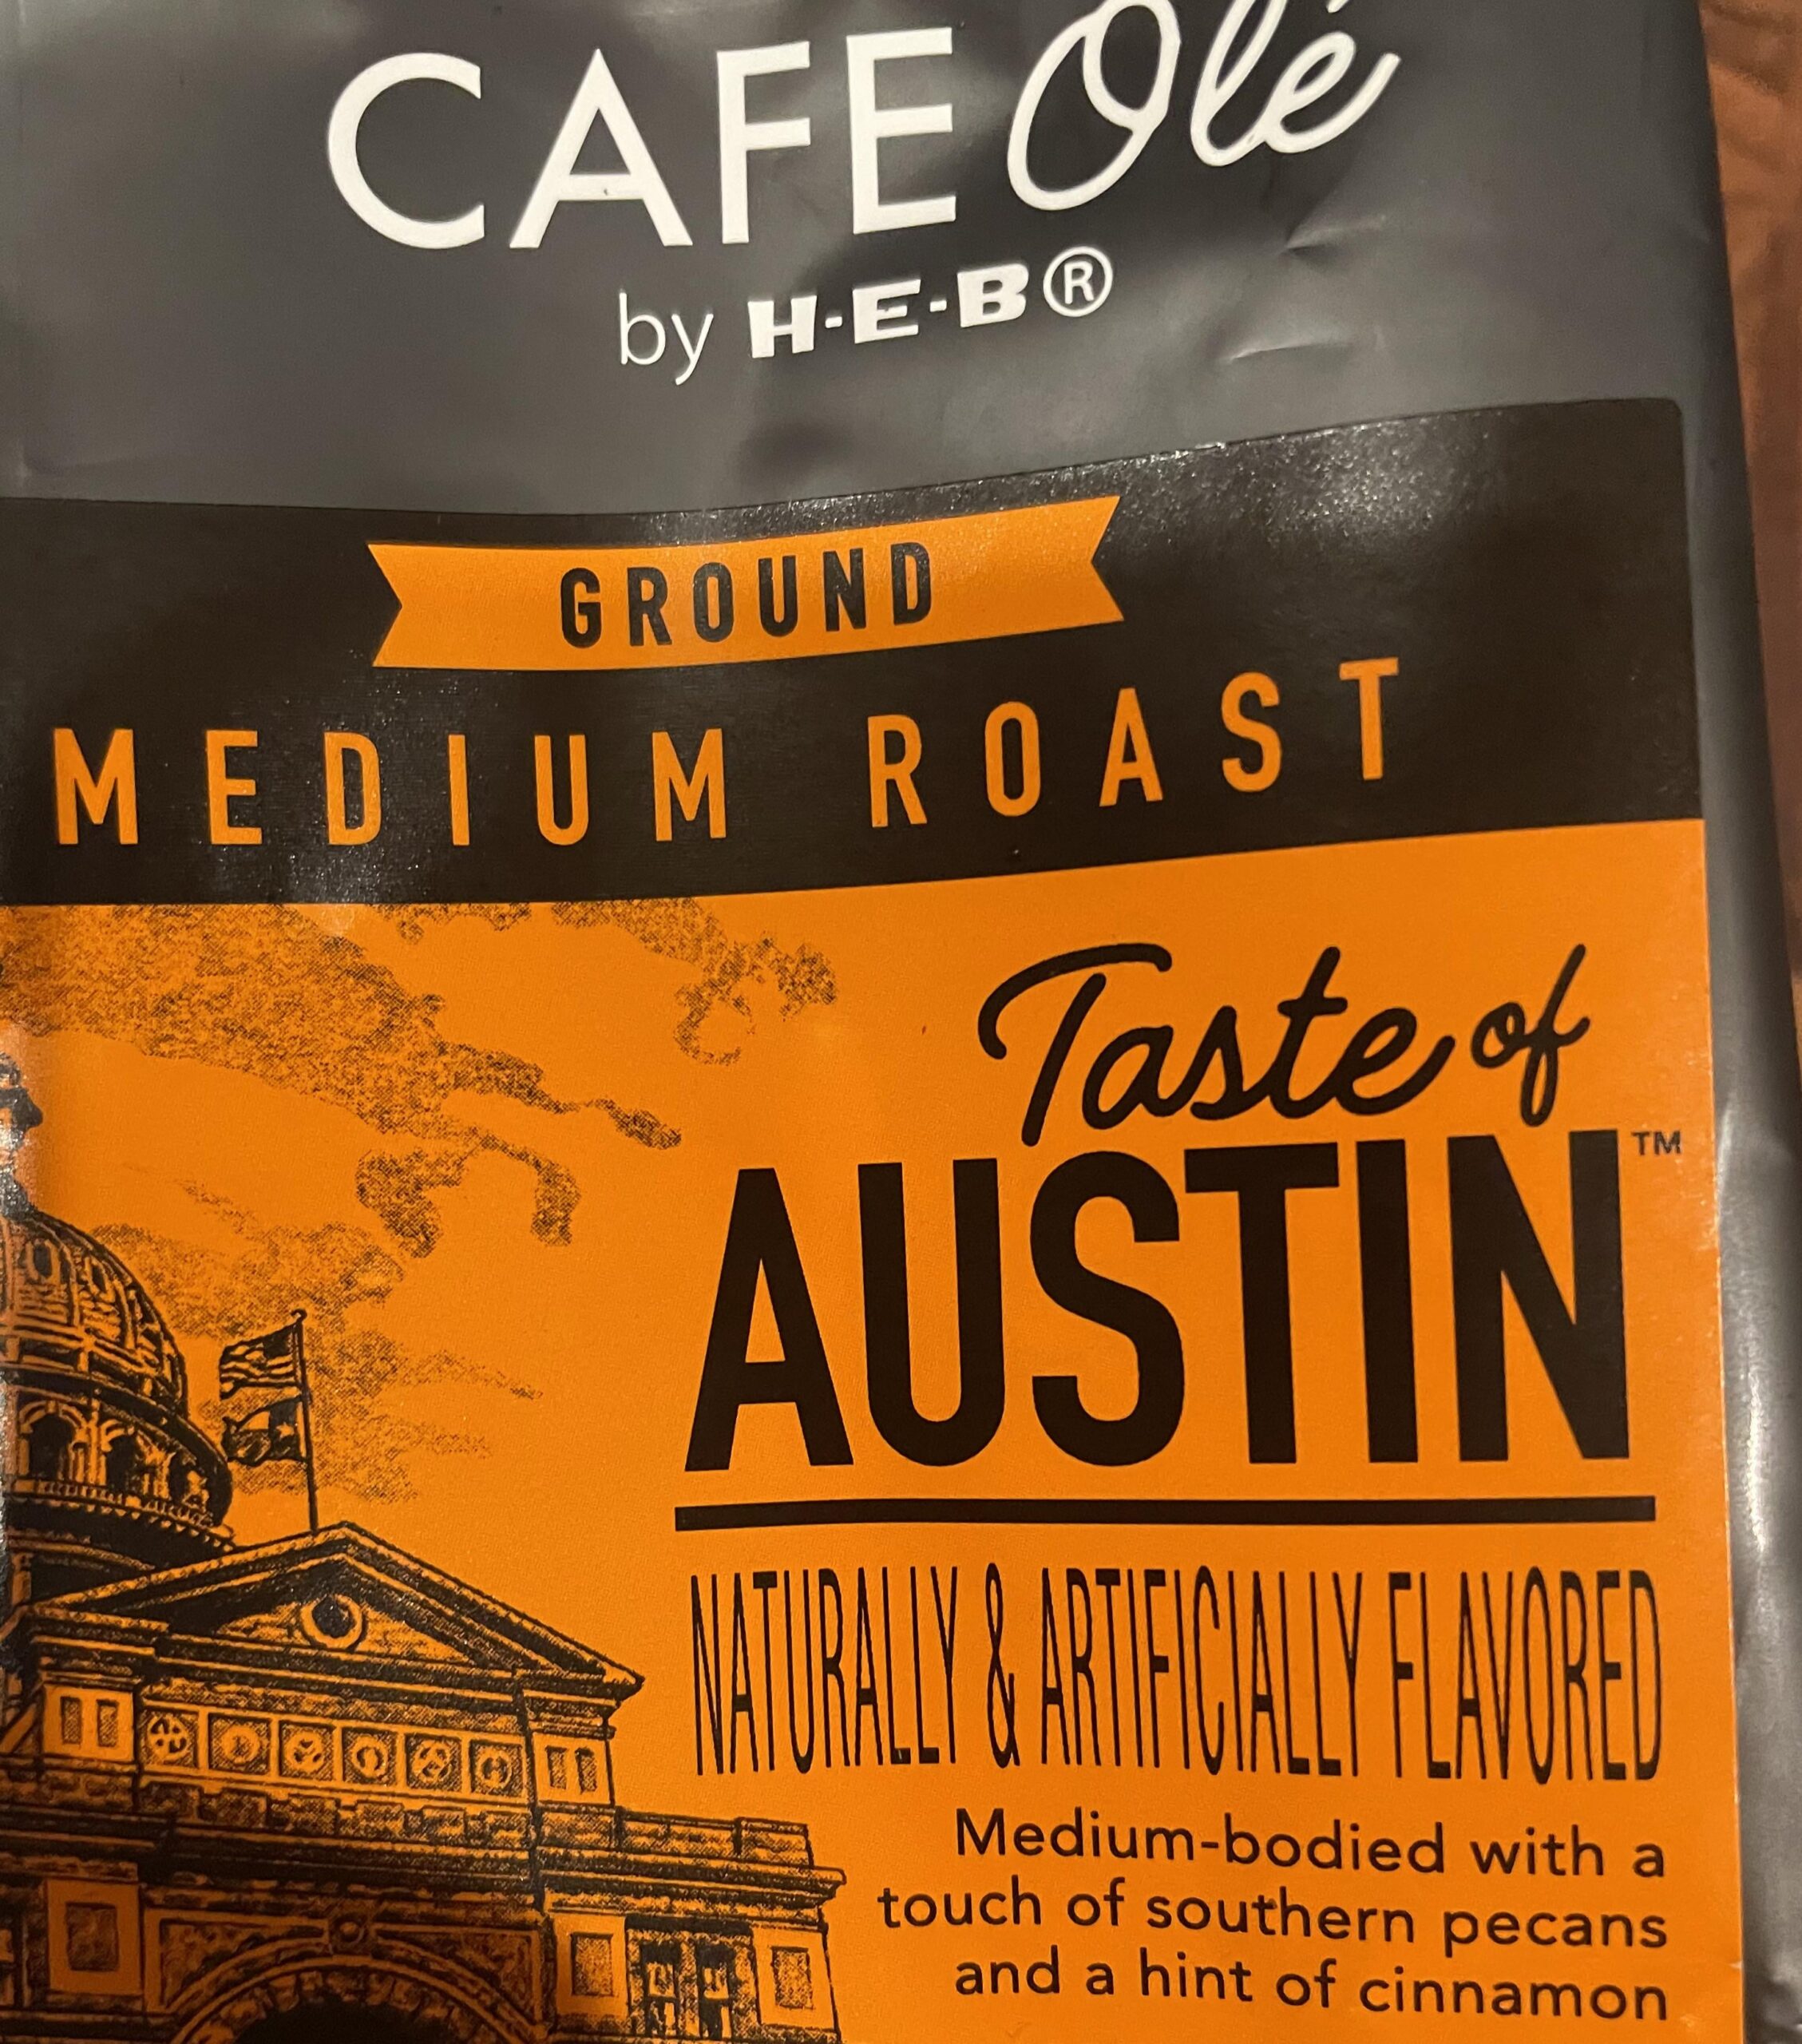 CAFE Olé
by H-E-B®
GROUND
MEDIUM ROAST
Taste of
AUSTIN™
NATURALLY & ARTIFICIALLY FLAVORED
Medium-bodied with a
touch of southern pecans
and a hint of cinnamon